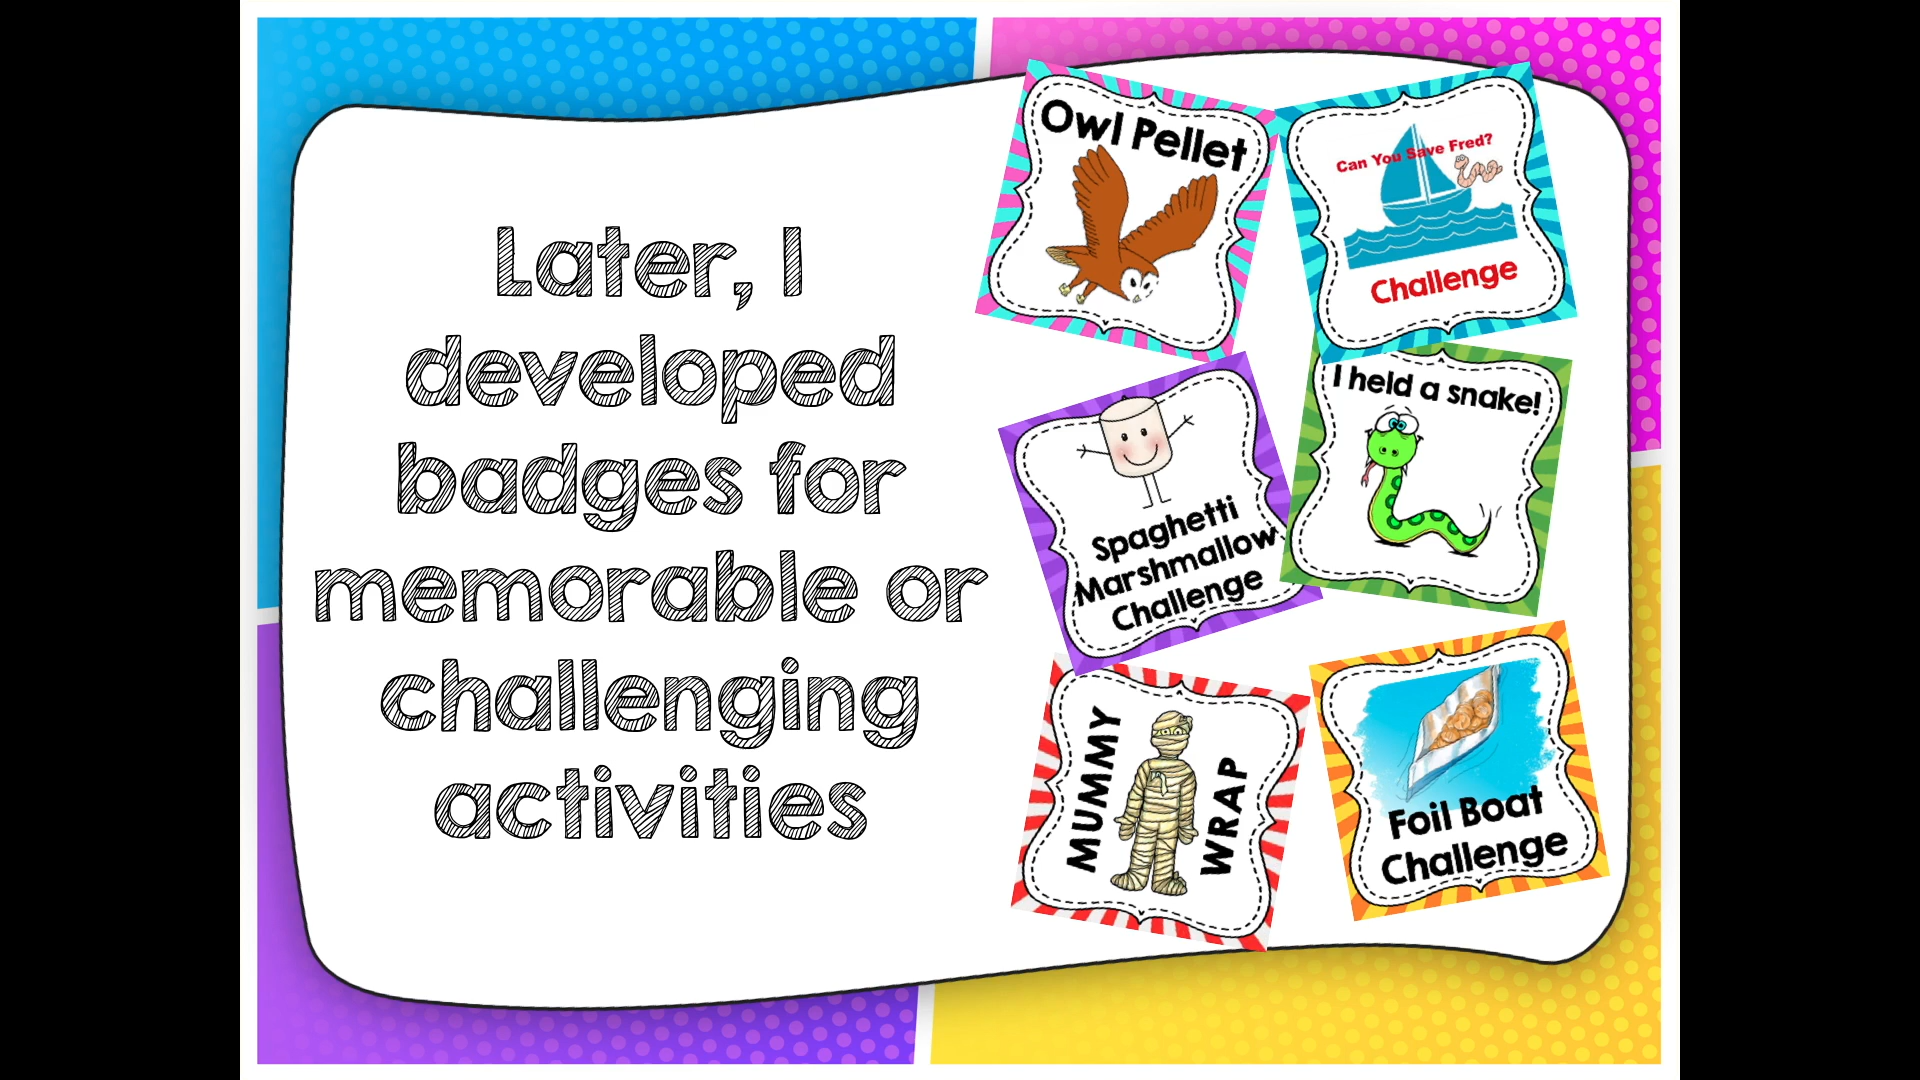 Later, I
developed
badges for
memorable or
challenging
activities
Owl Pellet
Can You Save Fred?
Challenge
Spaghetti
Marshmallow
Challenge
I held a snake!
MUMMY
WRAP
Foil Boat
Challenge